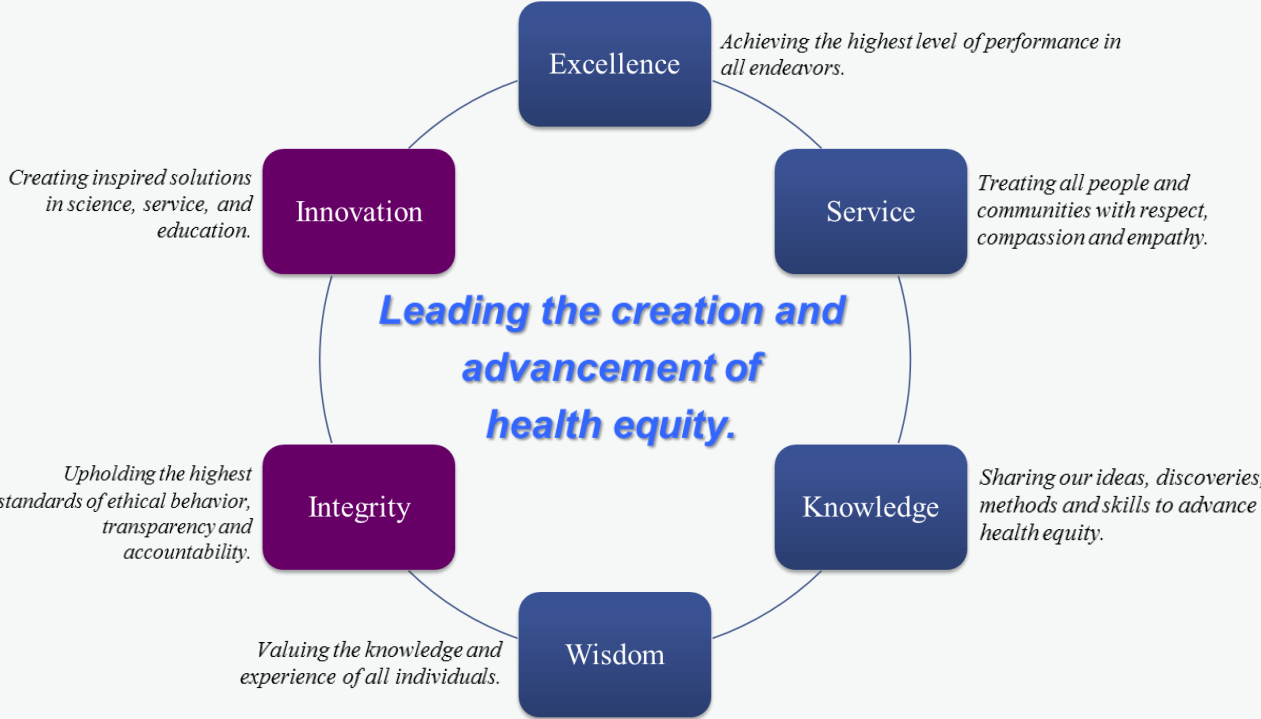 Excellence
Achieving the highest level of performance in
all endeavors.
Creating inspired solutions
in science, service, and
education.
Innovation
Service
Treating all people and
communities with respect,
compassion and empathy.
Leading the creation and
advancement of
health equity.
Upholding the highest
standards of ethical behavior,
transparency and
accountability.
Integrity
Knowledge
Sharing our ideas, discoveries,
methods and skills to advance
health equity.
Valuing the knowledge and
experience of all individuals.
Wisdom